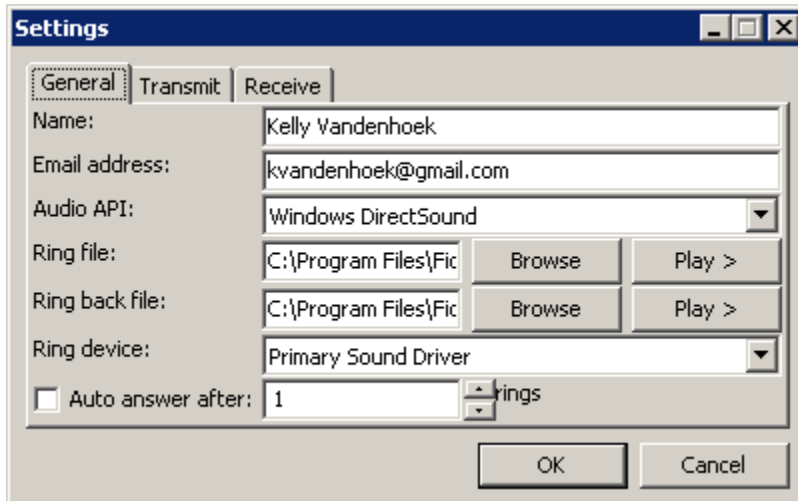 Settings
General Transmit Receive
Name: Kelly Vandenhoek
Email address: kvandenhoek@gmail.com
Audio API: Windows DirectSound
Ring file: C:\Program Files\Fic Browse Play >
Ring back file: C:\Program Files\Fic Browse Play >
Ring device: Primary Sound Driver
Auto answer after: 1 rings
OK Cancel